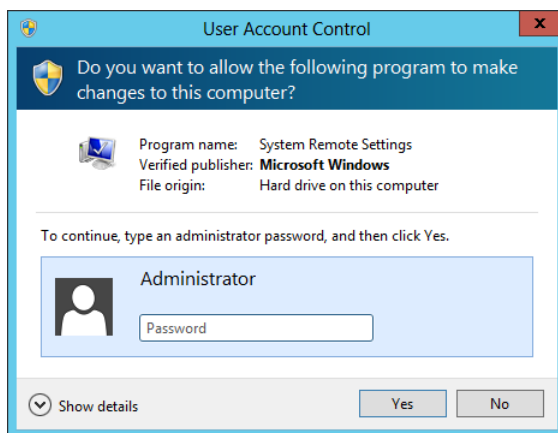 User Account Control
x
Do you want to allow the following program to make
changes to this computer?
Program name: System Remote Settings
Verified publisher: Microsoft Windows
File origin: Hard drive on this computer
To continue, type an administrator password, and then click Yes.
Administrator
Password
Show details Yes No